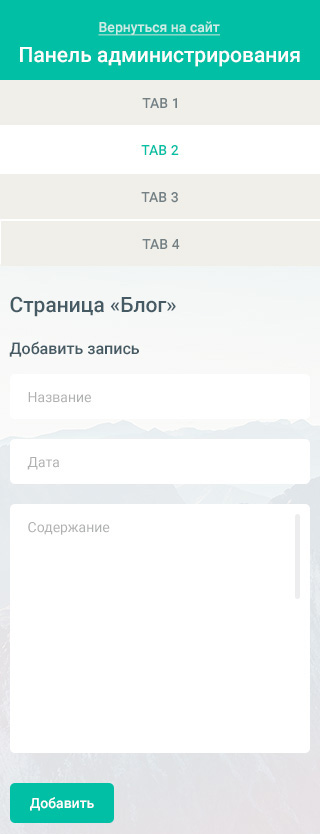 Вернуться на сайт
Панель администрирования
TAB 1
TAB 2
TAB 3
TAB 4
Страница «Блог»
Добавить запись
Название
Дата
Содержание
Добавить